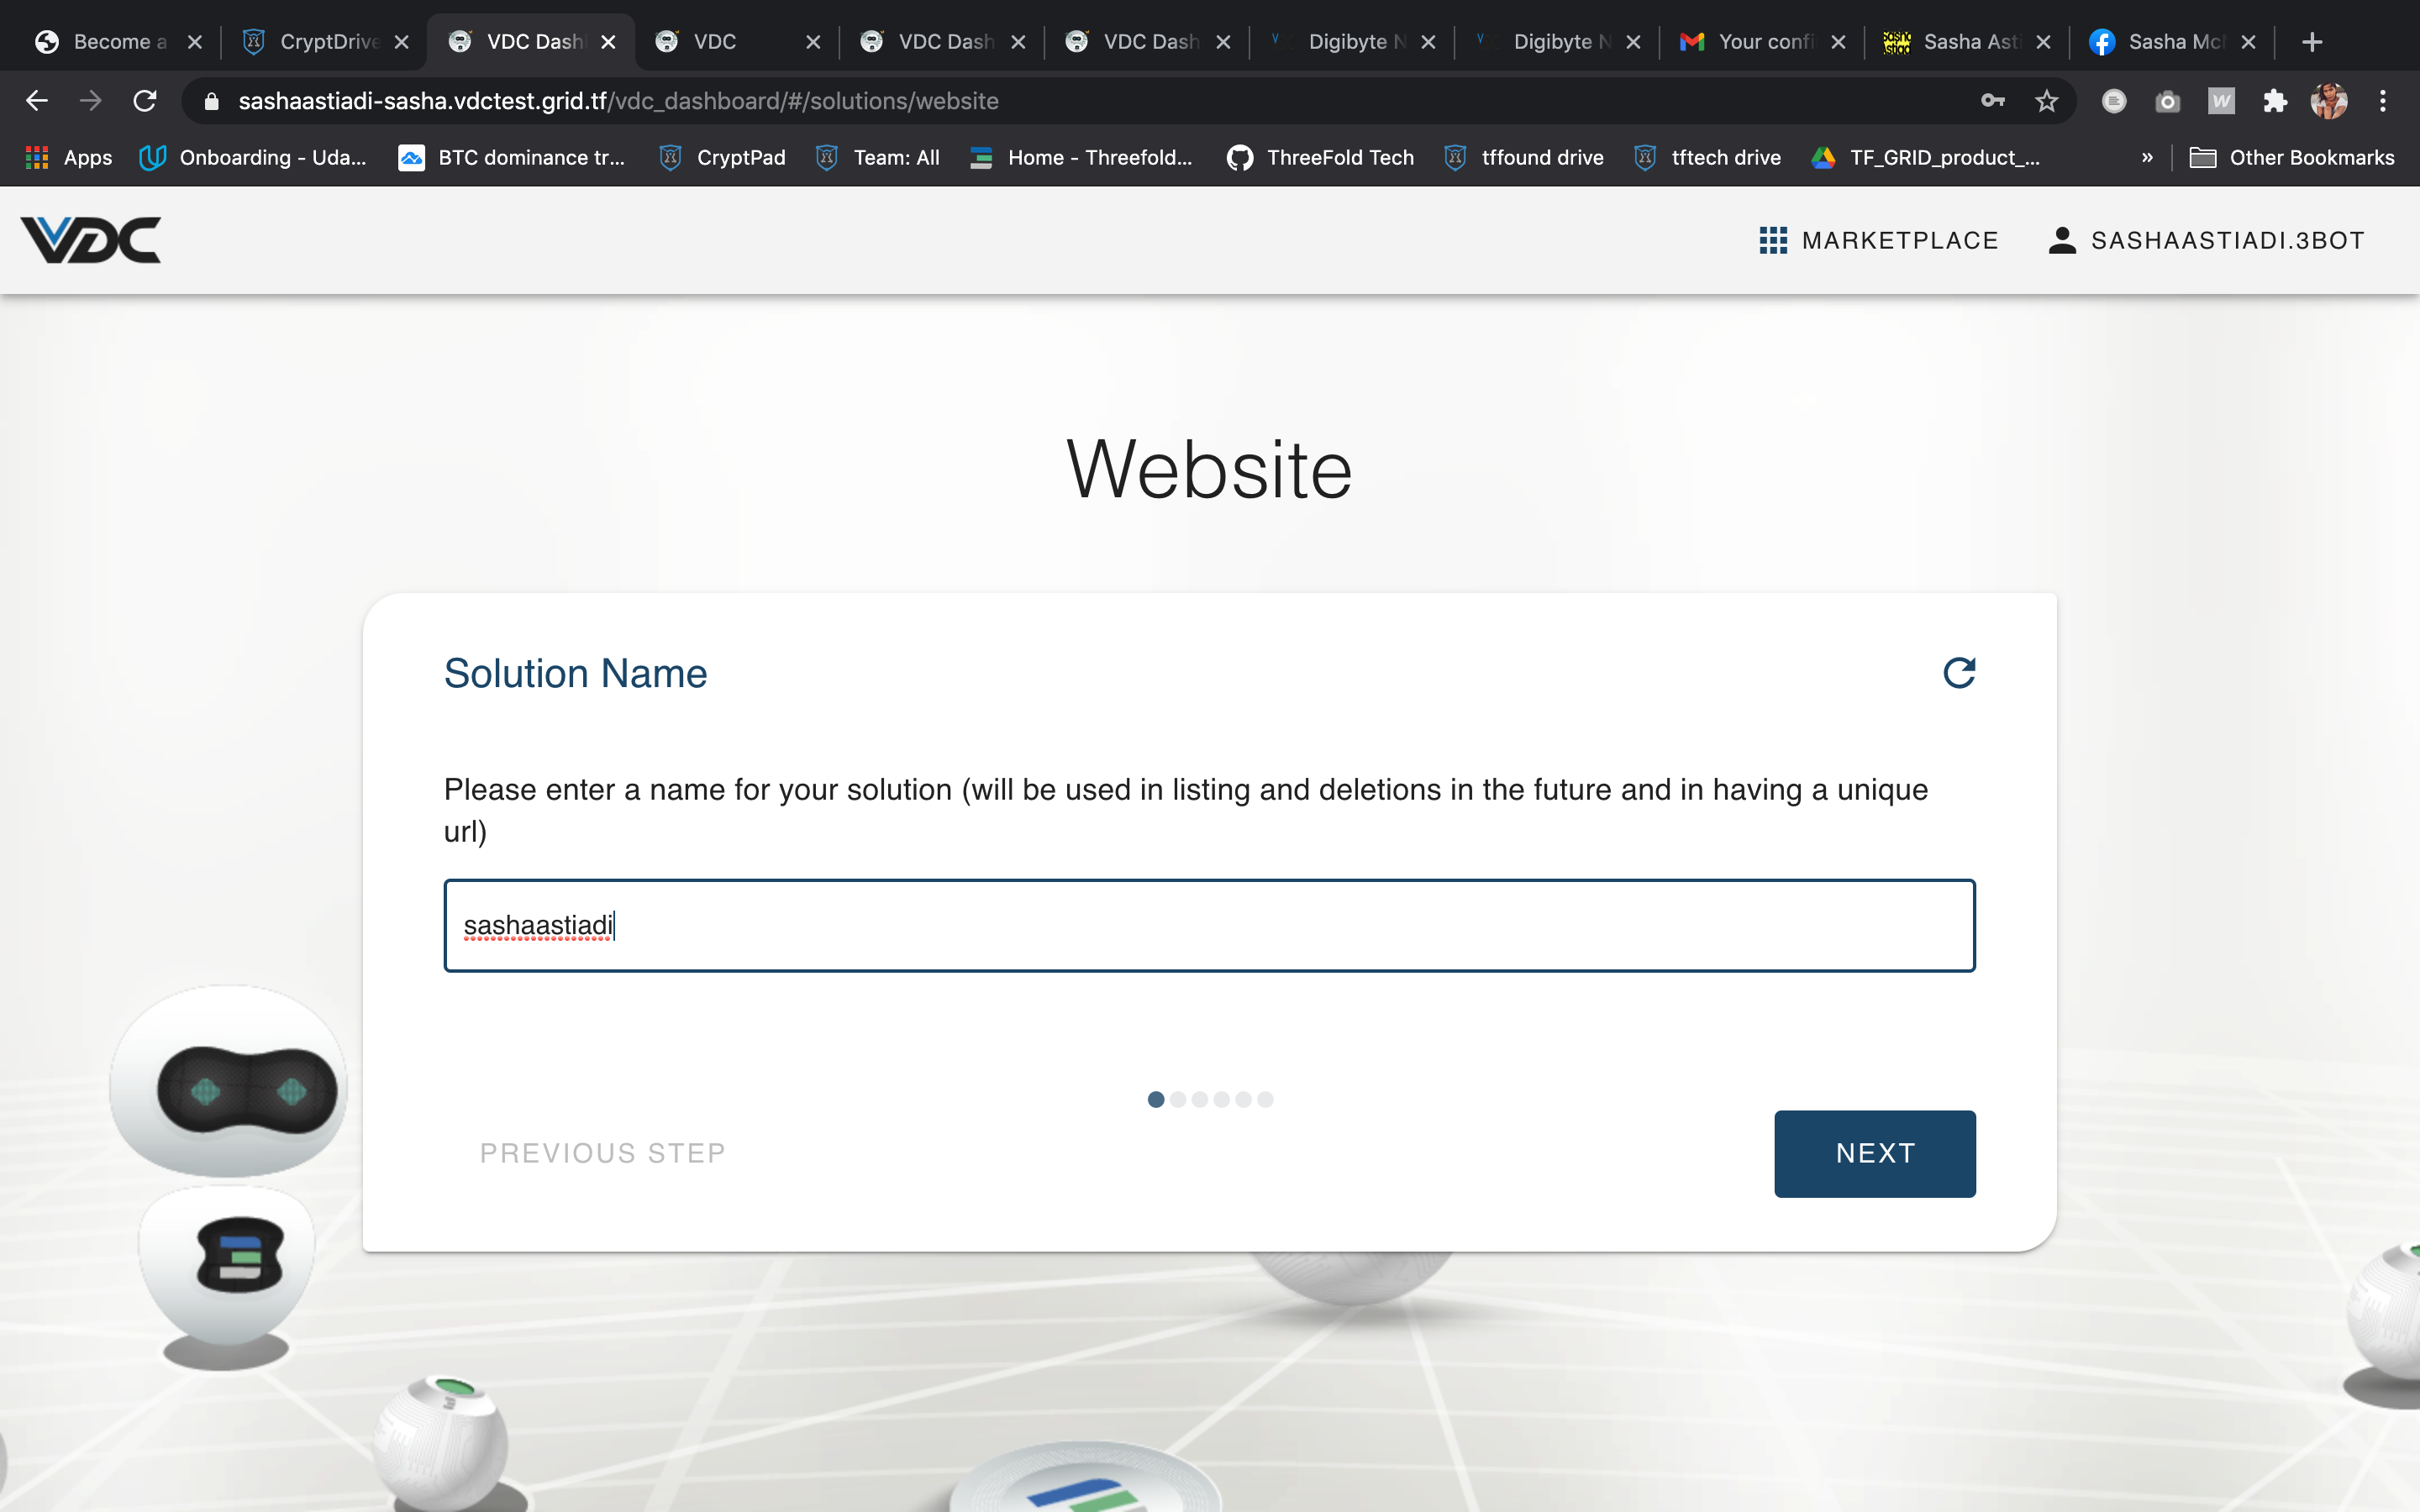 Become a
CryptDrive
VDC Dash
VDC
VDC Dash
VDC Dash
Digibyte N
Digibyte N
Your confi
Sasha Asti
Sasha Mc
sashaastiadi-sasha.vdctest.grid.tf/vdc_dashboard/#/solutions/website
Apps
Onboarding - Uda...
BTC dominance tr...
CryptPad
Team: All
Home - Threefold...
ThreeFold Tech
tffound drive
tftech drive
TF_GRID_product_...
»
Other Bookmarks
VDC
MARKETPLACE
SASHAASTIADI.3BOT
Website
Solution Name
Please enter a name for your solution (will be used in listing and deletions in the future and in having a unique
url)
sashaastiadi
PREVIOUS STEP
NEXT